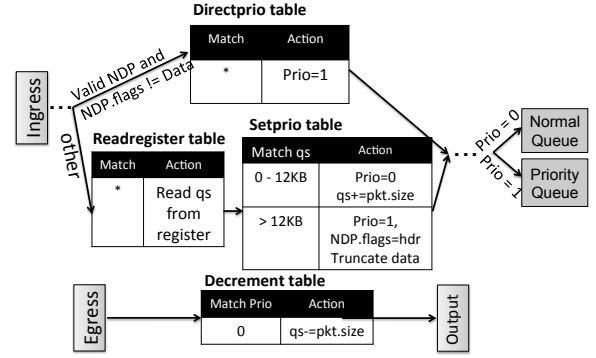 Directprio table
Match Action
* Prio=1
Ingress
Valid NDP and
NDP.flags != Data
other
Readregister table
Match Action
* Read qs
from
register
Setprio table
Match qs Action
0 - 12KB Prio=0
qs+=pkt.size
> 12KB Prio=1,
NDP.flags=hdr
Truncate data
Prio = 0
Prio = 1
Normal
Queue
Priority
Queue
Decrement table
Match Prio Action
0 qs-=pkt.size
Egress
Output